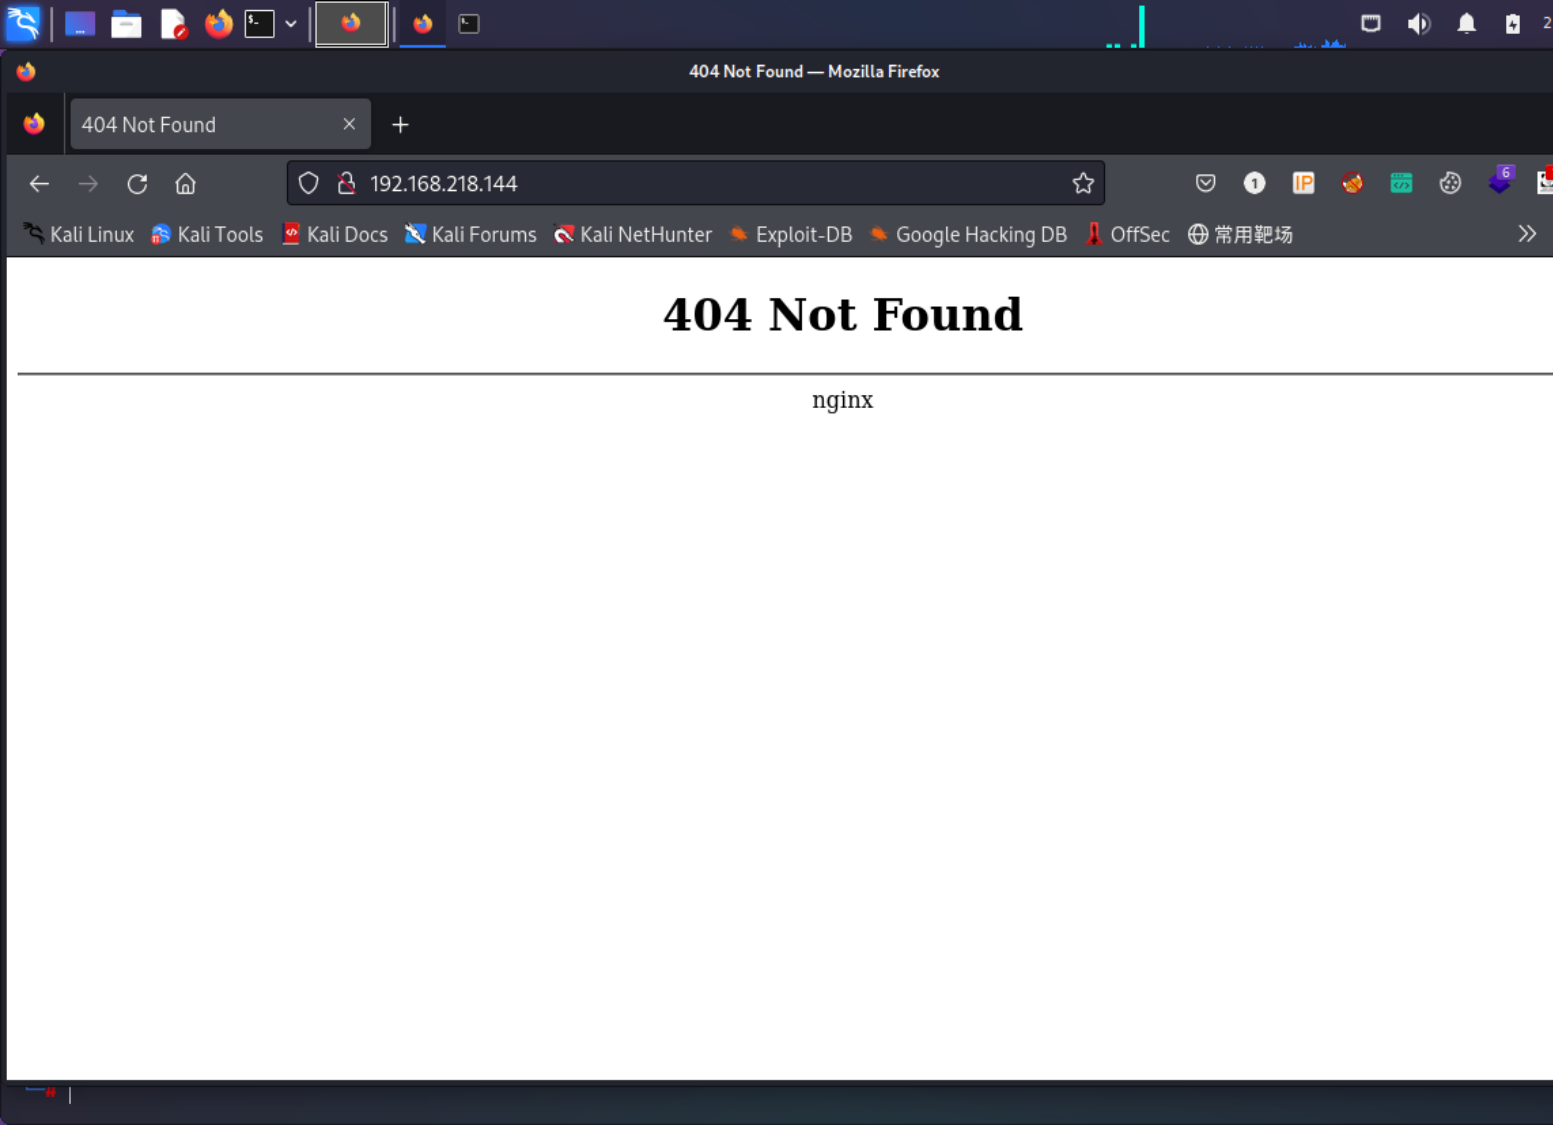 404 Not Found — Mozilla Firefox
404 Not Found
192.168.218.144
1
IP
6
Kali Linux Kali Tools Kali Docs Kali Forums Kali NetHunter Exploit-DB Google Hacking DB OffSec 常用靶场
404 Not Found
nginx
#